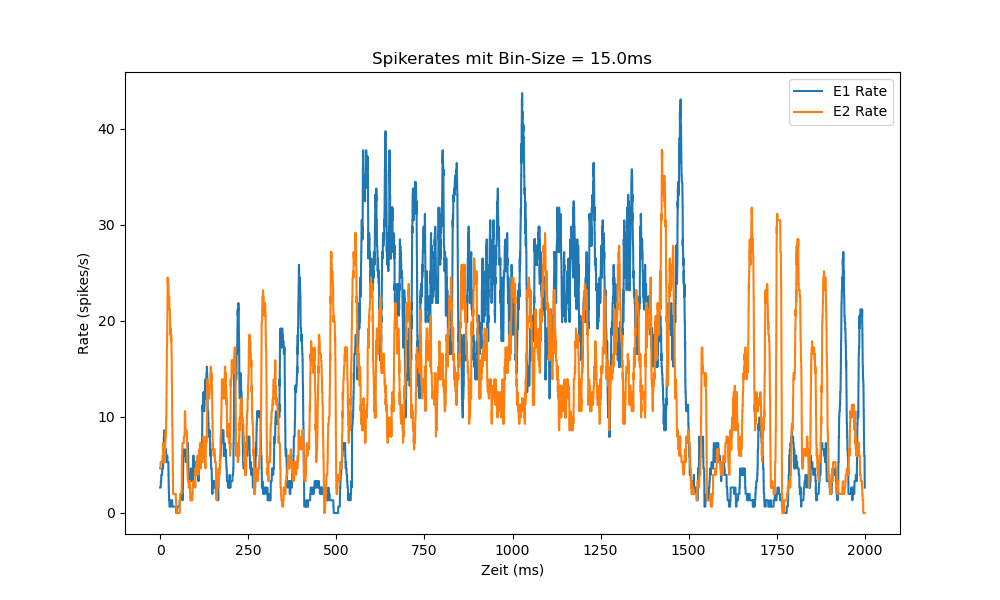 Spikerates mit Bin-Size = 15.0ms
E1 Rate
E2 Rate
Rate (spikes/s)
40
30
20
10
0
0 250 500 750 1000 1250 1500 1750 2000
Zeit (ms)